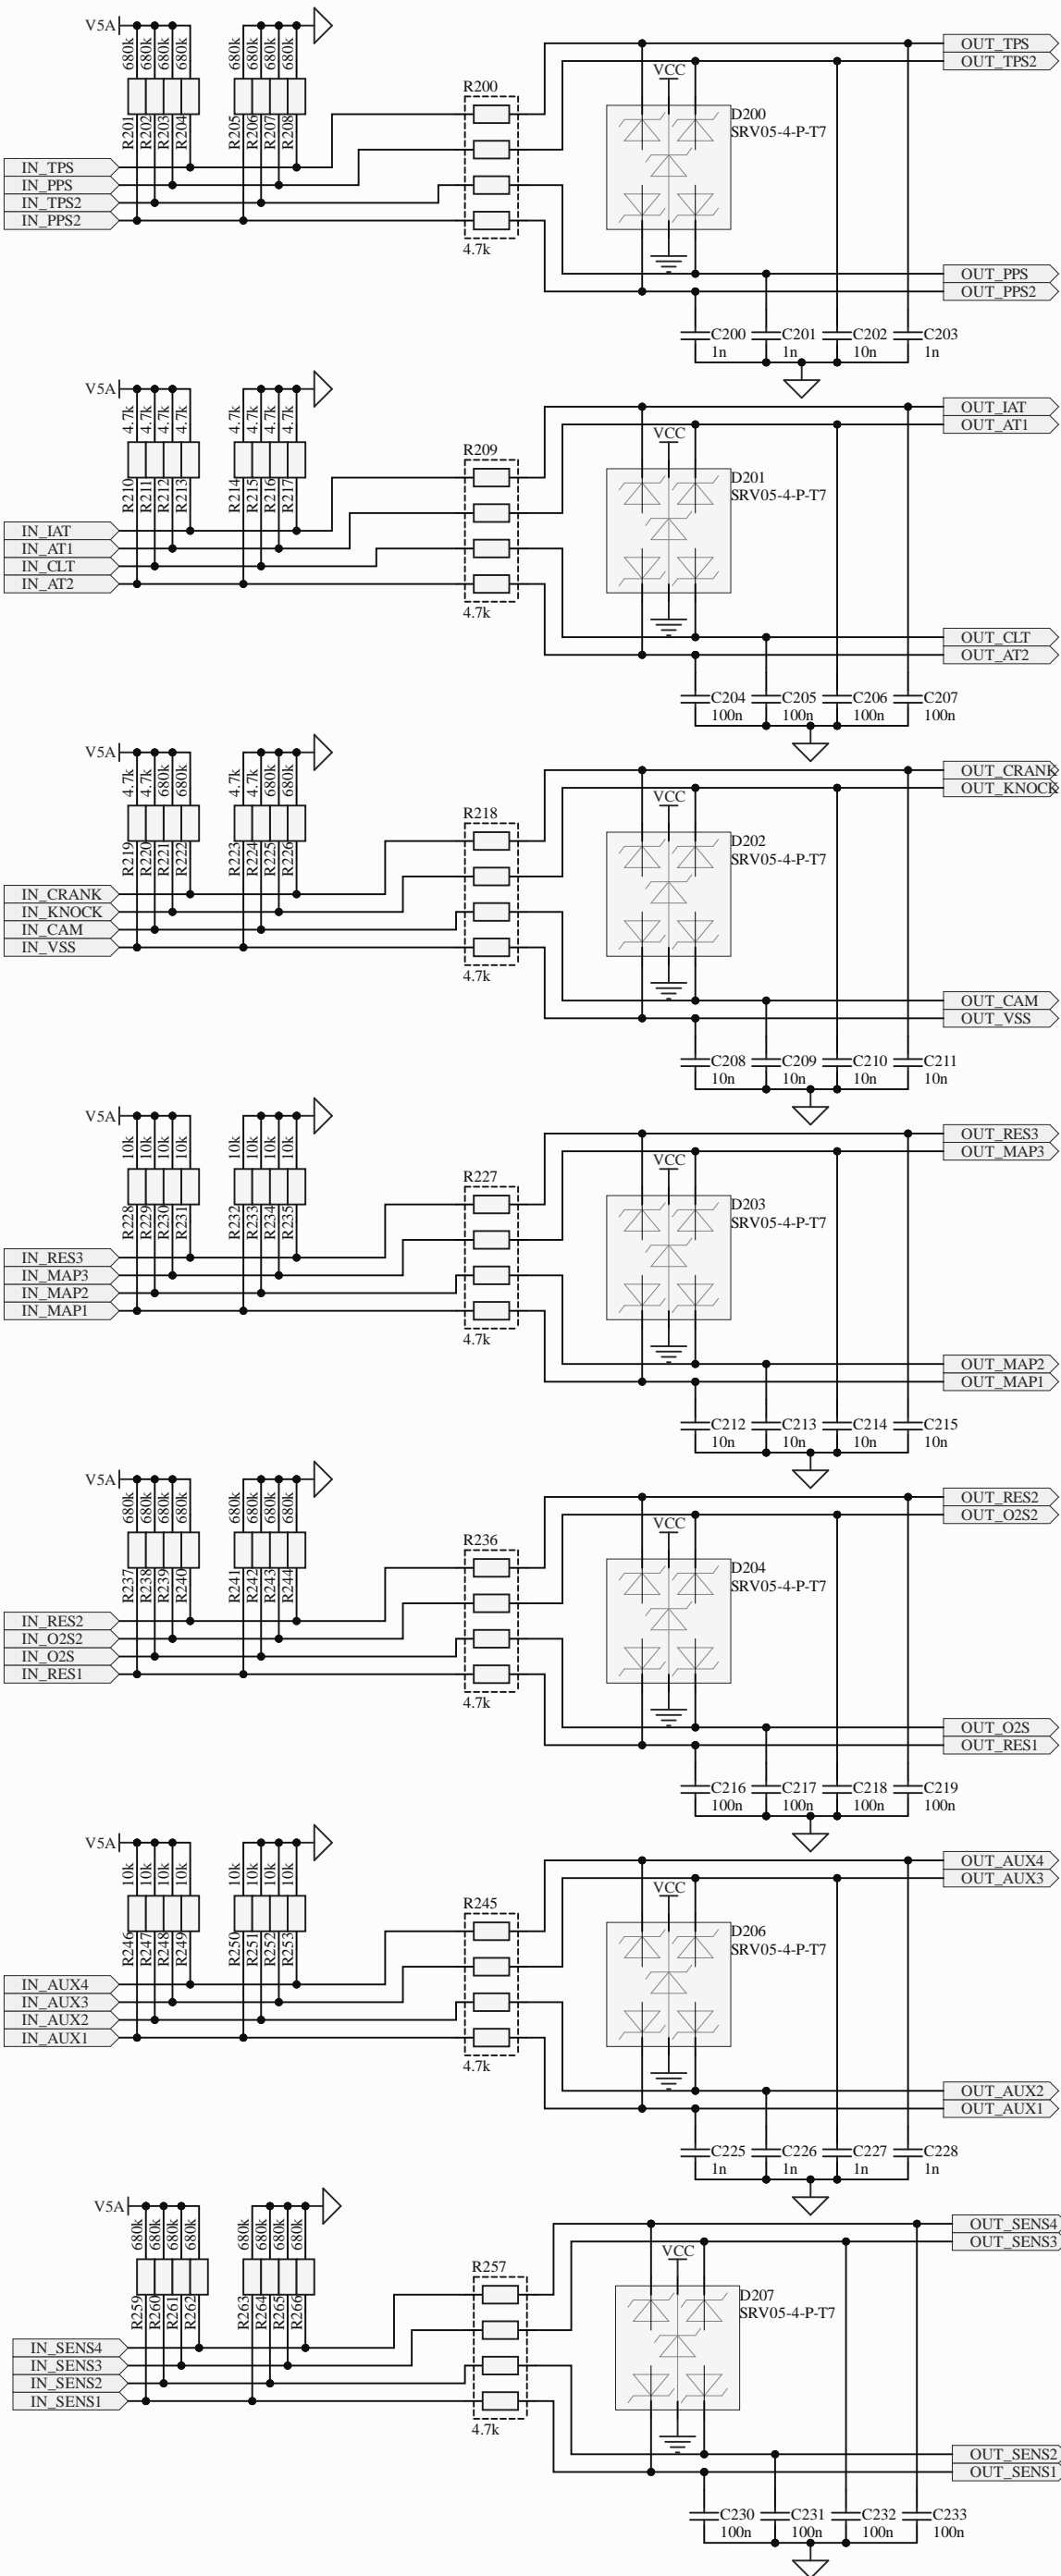 V5A
680k
680k
680k
680k
680k
680k
680k
680k
R201
R202
R203
R204
R205
R206
R207
R208
R200
4.7k
IN_TPS
IN_PPS
IN_TPS2
IN_PPS2
VCC
D200
SRV05-4-P-T7
OUT_TPS
OUT_TPS2
OUT_PPS
OUT_PPS2
C200
1n
C201
1n
C202
10n
C203
1n
V5A
4.7k
4.7k
4.7k
4.7k
4.7k
4.7k
4.7k
4.7k
R210
R211
R212
R213
R214
R215
R216
R217
R209
4.7k
IN_IAT
IN_AT1
IN_CLT
IN_AT2
VCC
D201
SRV05-4-P-T7
OUT_IAT
OUT_AT1
OUT_CLT
OUT_AT2
C204
100n
C205
100n
C206
100n
C207
100n
V5A
4.7k
4.7k
680k
680k
4.7k
4.7k
680k
680k
R219
R220
R221
R222
R223
R224
R225
R226
R218
4.7k
IN_CRANK
IN_KNOCK
IN_CAM
IN_VSS
VCC
D202
SRV05-4-P-T7
OUT_CRANK
OUT_KNOCK
OUT_CAM
OUT_VSS
C208
10n
C209
10n
C210
10n
C211
10n
V5A
10k
10k
10k
10k
10k
10k
10k
10k
R228
R229
R230
R231
R232
R233
R234
R235
R227
4.7k
IN_RES3
IN_MAP3
IN_MAP2
IN_MAP1
VCC
D203
SRV05-4-P-T7
OUT_RES3
OUT_MAP3
OUT_MAP2
OUT_MAP1
C212
10n
C213
10n
C214
10n
C215
10n
V5A
680k
680k
680k
680k
680k
680k
680k
680k
R237
R238
R239
R240
R241
R242
R243
R244
R236
4.7k
IN_RES2
IN_O2S2
IN_O2S
IN_RES1
VCC
D204
SRV05-4-P-T7
OUT_RES2
OUT_O2S2
OUT_O2S
OUT_RES1
C216
100n
C217
100n
C218
100n
C219
100n
V5A
10k
10k
10k
10k
10k
10k
10k
10k
R246
R247
R248
R249
R250
R251
R252
R253
R245
4.7k
IN_AUX4
IN_AUX3
IN_AUX2
IN_AUX1
VCC
D206
SRV05-4-P-T7
OUT_AUX4
OUT_AUX3
OUT_AUX2
OUT_AUX1
C225
1n
C226
1n
C227
1n
C228
1n
V5A
680k
680k
680k
680k
680k
680k
680k
680k
R259
R260
R261
R262
R263
R264
R265
R266
R257
4.7k
IN_SENS4
IN_SENS3
IN_SENS2
IN_SENS1
VCC
D207
SRV05-4-P-T7
OUT_SENS4
OUT_SENS3
OUT_SENS2
OUT_SENS1
C230
100n
C231
100n
C232
100n
C233
100n